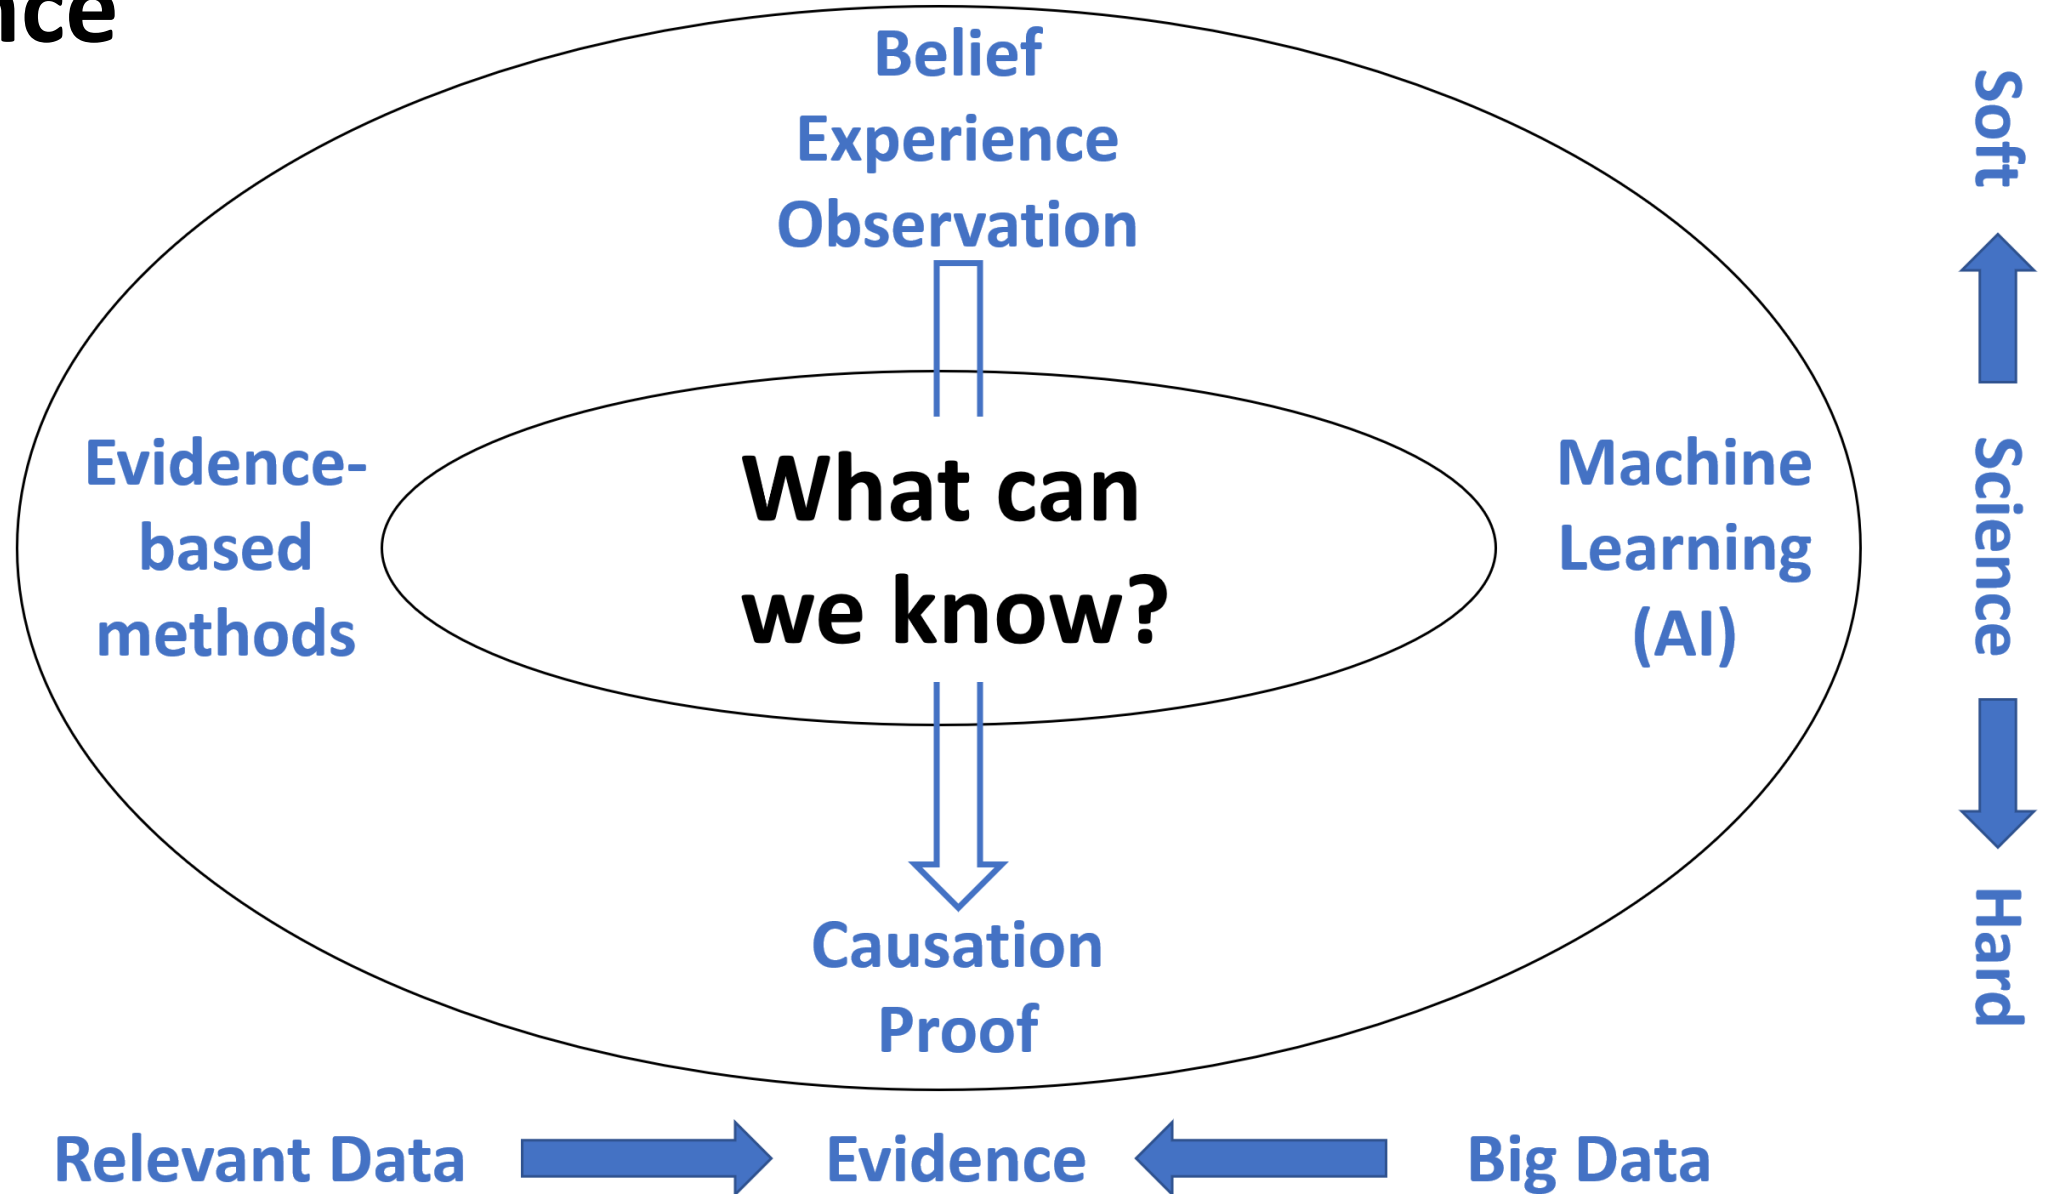 Belief
Experience
Observation
Soft
Evidence-
based
methods
What can
we know?
Machine
Learning
(AI)
Science
Causation
Proof
Hard
Relevant Data
Evidence
Big Data